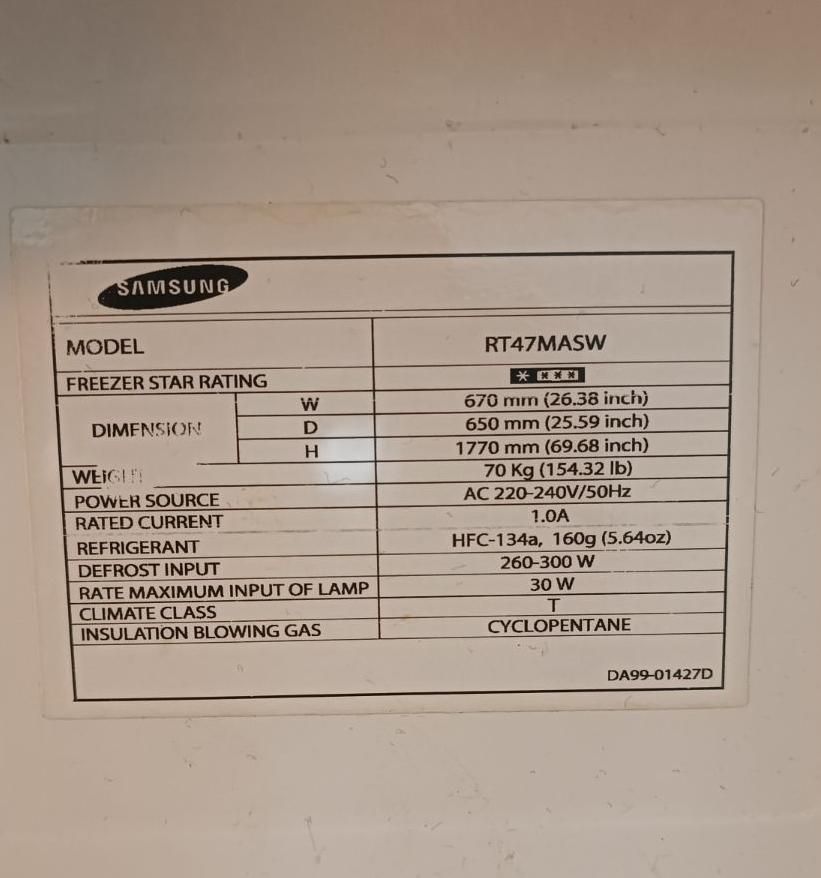 SAMSUNG
MODEL RT47MASW
FREEZER STAR RATING * ***
DIMENSION W 670 mm (26.38 inch)
D 650 mm (25.59 inch)
H 1770 mm (69.68 inch)
WEIGHT 70 Kg (154.32 lb)
POWER SOURCE AC 220-240V/50Hz
RATED CURRENT 1.0A
REFRIGERANT HFC-134a, 160g (5.64oz)
DEFROST INPUT 260-300 W
RATE MAXIMUM INPUT OF LAMP 30 W
CLIMATE CLASS T
INSULATION BLOWING GAS CYCLOPENTANE
DA99-01427D